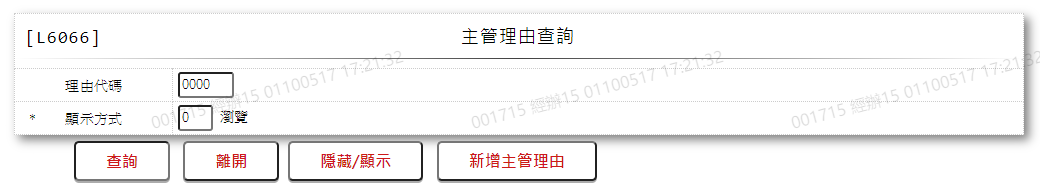 [L6066] 主管理由查詢
理由代碼 0000
* 顯示方式 0 瀏覽
001715 經辦15 01100517 17:21:32 001715 經辦15 01100517 17:21:32 001715 經辦15 01100517 17:21:32
查詢 離開 隱藏/顯示 新增主管理由